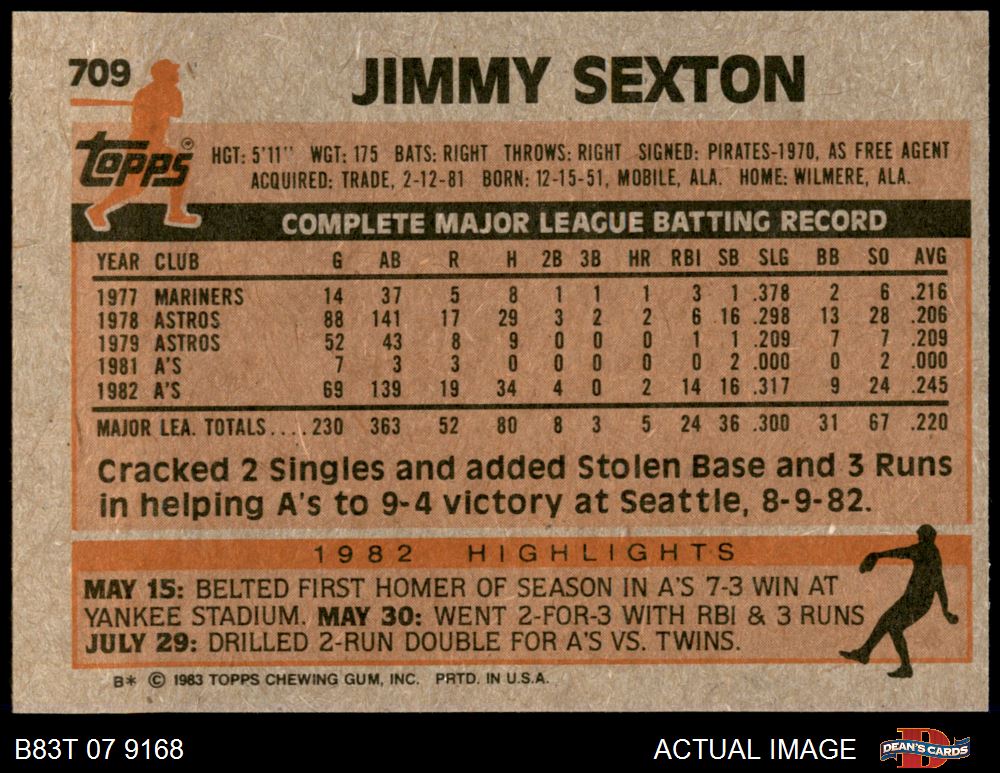 709
JIMMY SEXTON
TOPPS
HGT: 5'11" WGT: 175 BATS: RIGHT THROWS: RIGHT SIGNED: PIRATES-1970, AS FREE AGENT
ACQUIRED: TRADE, 2-12-81 BORN: 12-15-51, MOBILE, ALA. HOME: WILMERE, ALA.
COMPLETE MAJOR LEAGUE BATTING RECORD
YEAR CLUB G AB R H 2B 3B HR RBI SB SLG BB SO AVG
1977 MARINERS 14 37 5 8 1 1 1 3 1 .378 2 6 .216
1978 ASTROS 88 141 17 29 3 2 2 6 16 .298 13 28 .206
1979 ASTROS 52 43 8 9 0 0 0 1 1 .209 7 7 .209
1981 A'S 7 3 3 0 0 0 0 0 2 .000 0 2 .000
1982 A'S 69 139 19 34 4 0 2 14 16 .317 9 24 .245
MAJOR LEA. TOTALS....230 363 52 80 8 3 5 24 36 .300 31 67 .220
Cracked 2 Singles and added Stolen Base and 3 Runs
in helping A's to 9-4 victory at Seattle, 8-9-82.
1982 HIGHLIGHTS
MAY 15: BELTED FIRST HOMER OF SEASON IN A'S 7-3 WIN AT
YANKEE STADIUM. MAY 30: WENT 2-FOR-3 WITH RBI & 3 RUNS
JULY 29: DRILLED 2-RUN DOUBLE FOR A'S VS. TWINS.
B* © 1983 TOPPS CHEWING GUM, INC. PRTD. IN U.S.A.
B83T 07 9168 ACTUAL IMAGE DEAN'S CARDS